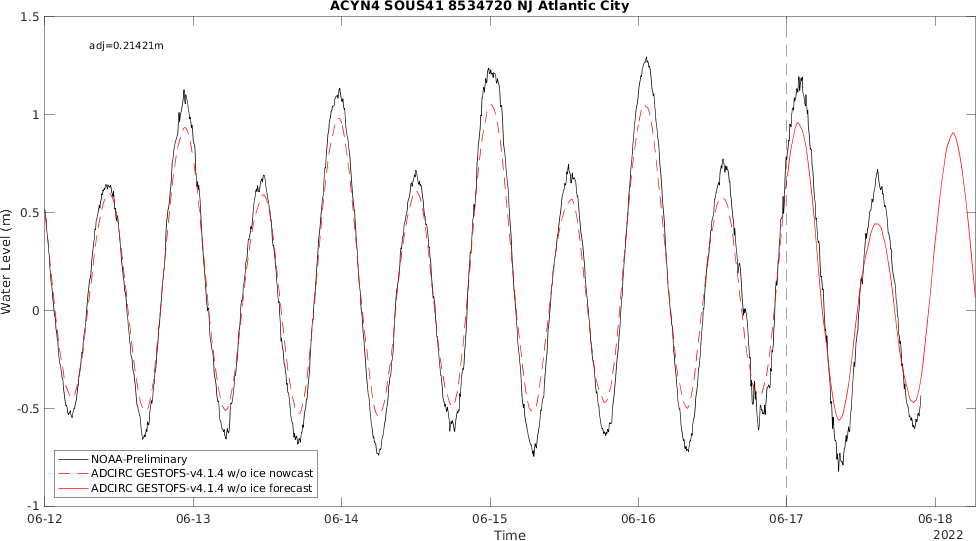 ACYN4 SOUS41 8534720 NJ Atlantic City
adj=0.21421m
1.5
1
0.5
0
-0.5
-1
Water Level (m)
NOAA-Preliminary
ADCIRC GESTOFS-v4.1.4 w/o ice nowcast
ADCIRC GESTOFS-v4.1.4 w/o ice forecast
06-12 06-13 06-14 06-15 06-16 06-17 06-18
Time
2022